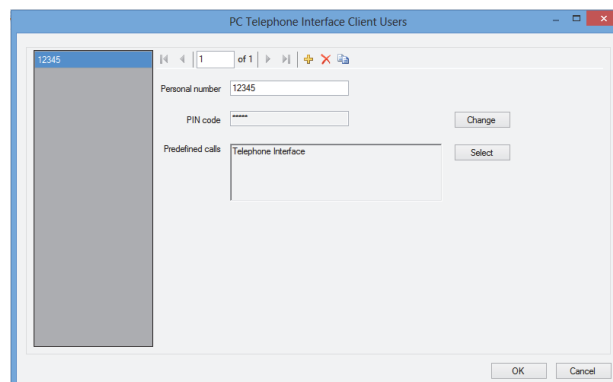 PC Telephone Interface Client Users
12345
1 of 1
Personal number 12345
PIN code ***** Change
Predefined calls Telephone Interface Select
OK Cancel